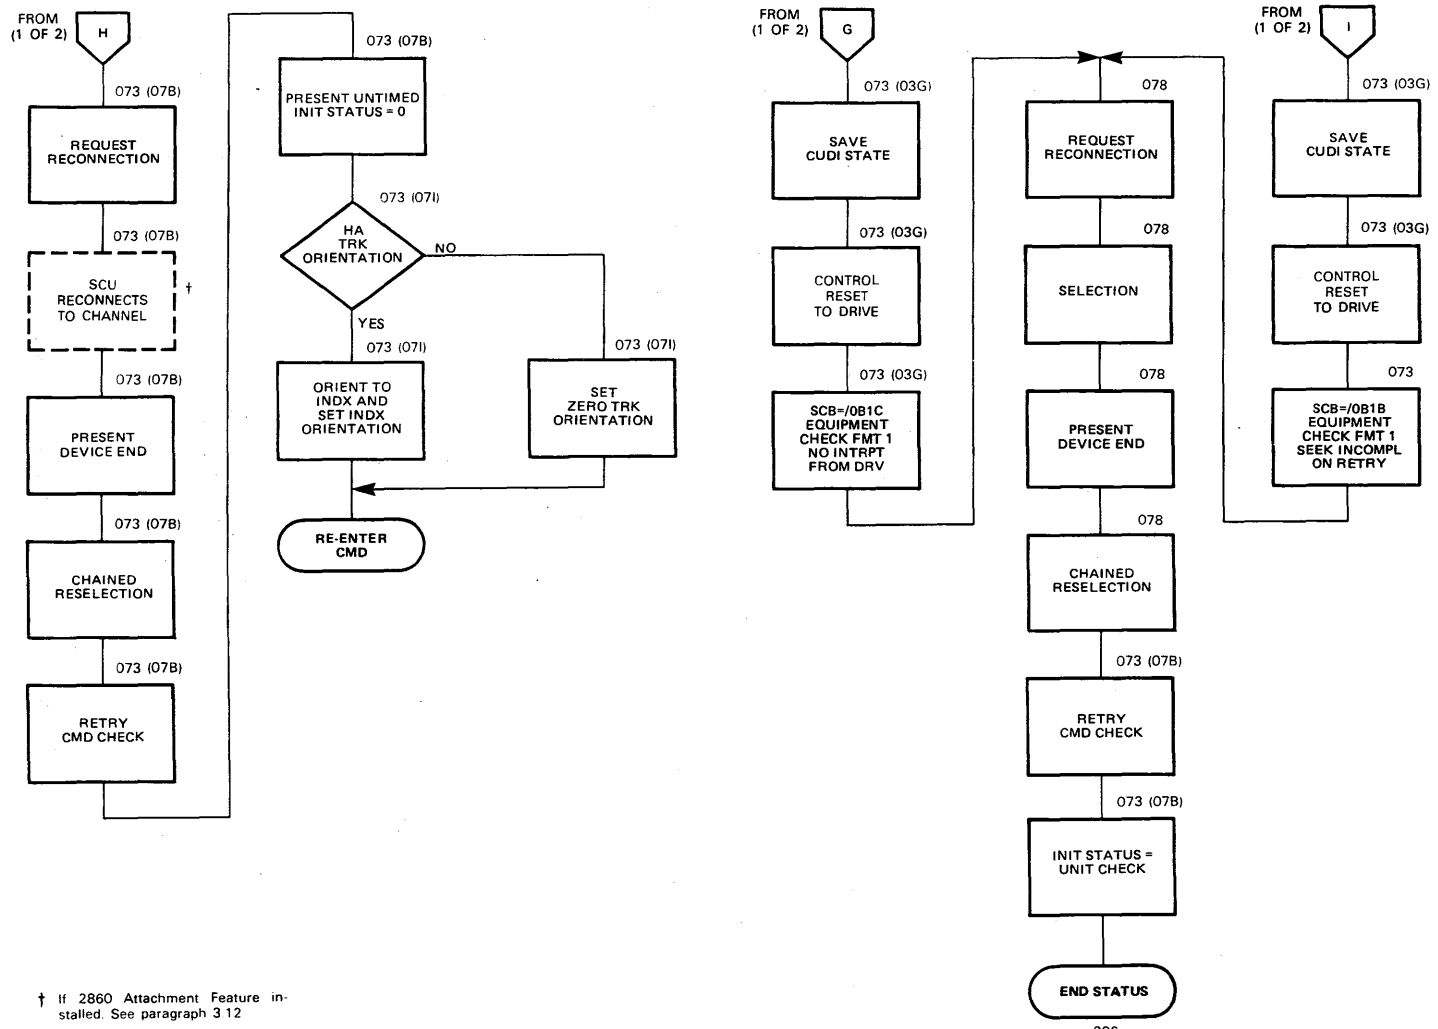 FROM
(1 OF 2)
H
073 (07B)
REQUEST
RECONNECTION
073 (07B)
SCU
RECONNECTS
TO CHANNEL
†
073 (07B)
PRESENT
DEVICE END
073 (07B)
CHAINED
RESELECTION
073 (07B)
RETRY
CMD CHECK
† If 2860 Attachment Feature in-
stalled. See paragraph 3.12
073 (07B)
PRESENT UNTIMED
INIT STATUS = 0
073 (07I)
HA
TRK
ORIENTATION
NO
YES
073 (07I)
ORIENT TO
INDX AND
SET INDX
ORIENTATION
073 (07I)
SET
ZERO TRK
ORIENTATION
RE-ENTER
CMD
FROM
(1 OF 2)
G
073 (03G)
SAVE
CUDI STATE
073 (03G)
CONTROL
RESET
TO DRIVE
073 (03G)
SCB=/0B1C
EQUIPMENT
CHECK FMT 1
NO INTRPT
FROM DRV
078
REQUEST
RECONNECTION
078
SELECTION
078
PRESENT
DEVICE END
078
CHAINED
RESELECTION
073 (07B)
RETRY
CMD CHECK
073 (07B)
INIT STATUS =
UNIT CHECK
END STATUS
FROM
(1 OF 2)
I
073 (03G)
SAVE
CUDI STATE
073 (03G)
CONTROL
RESET
TO DRIVE
073
SCB=/0B1B
EQUIPMENT
CHECK FMT 1
SEEK INCOMPL
ON RETRY